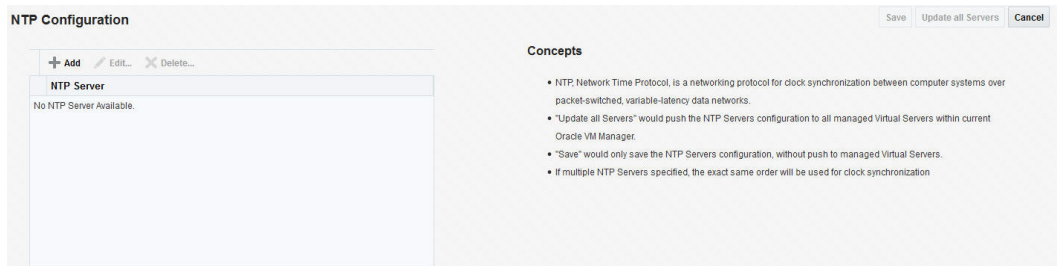 NTP Configuration
Save Update all Servers Cancel
Add Edit... Delete...
NTP Server
No NTP Server Available.
Concepts
NTP, Network Time Protocol, is a networking protocol for clock synchronization between computer systems over
packet-switched, variable-latency data networks.
"Update all Servers" would push the NTP Servers configuration to all managed Virtual Servers within current
Oracle VM Manager.
"Save" would only save the NTP Servers configuration, without push to managed Virtual Servers.
If multiple NTP Servers specified, the exact same order will be used for clock synchronization